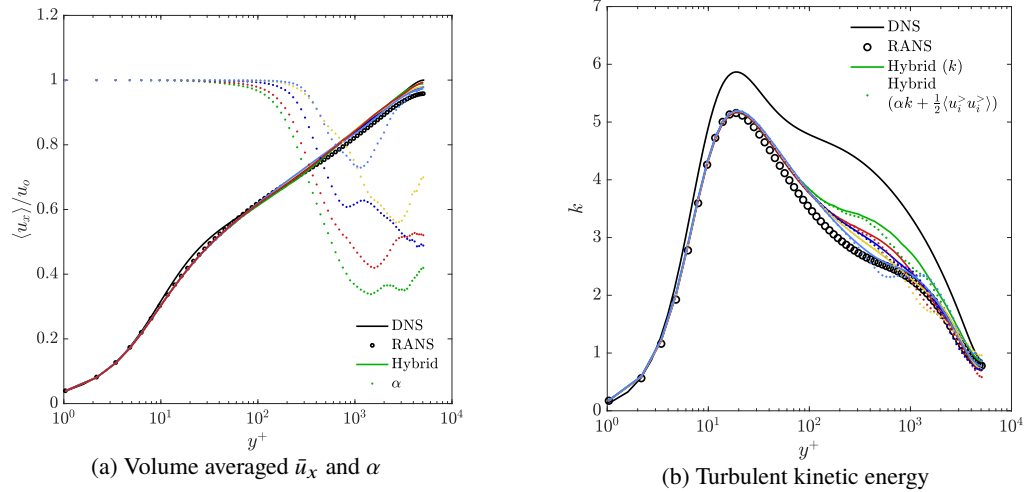 1.2
1
0.8
0.6
0.4
0.2
0
⟨u_x⟩/u_o
DNS
RANS
Hybrid
α
10^0
10^1
10^2
10^3
10^4
y^+
(a) Volume averaged ū_x and α
7
6
5
4
3
2
1
0
k
DNS
RANS
Hybrid (k)
Hybrid
(αk + ½⟨u_i^> u_i^>⟩)
10^0
10^1
10^2
10^3
10^4
y^+
(b) Turbulent kinetic energy